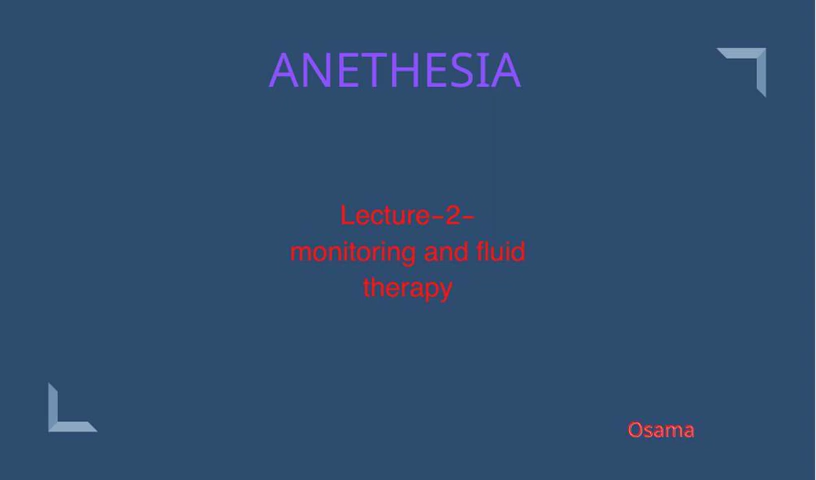 ANETHESIA
Lecture-2-
monitoring and fluid
therapy
Osama